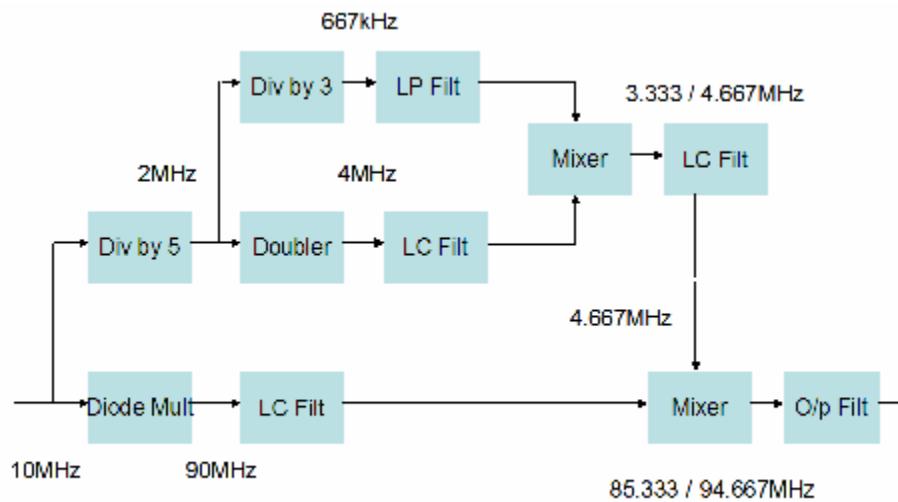 667kHz
Div by 3
LP Filt
3.333 / 4.667MHz
Mixer
LC Filt
2MHz
4MHz
Div by 5
Doubler
LC Filt
4.667MHz
Diode Mult
LC Filt
Mixer
O/p Filt
10MHz
90MHz
85.333 / 94.667MHz